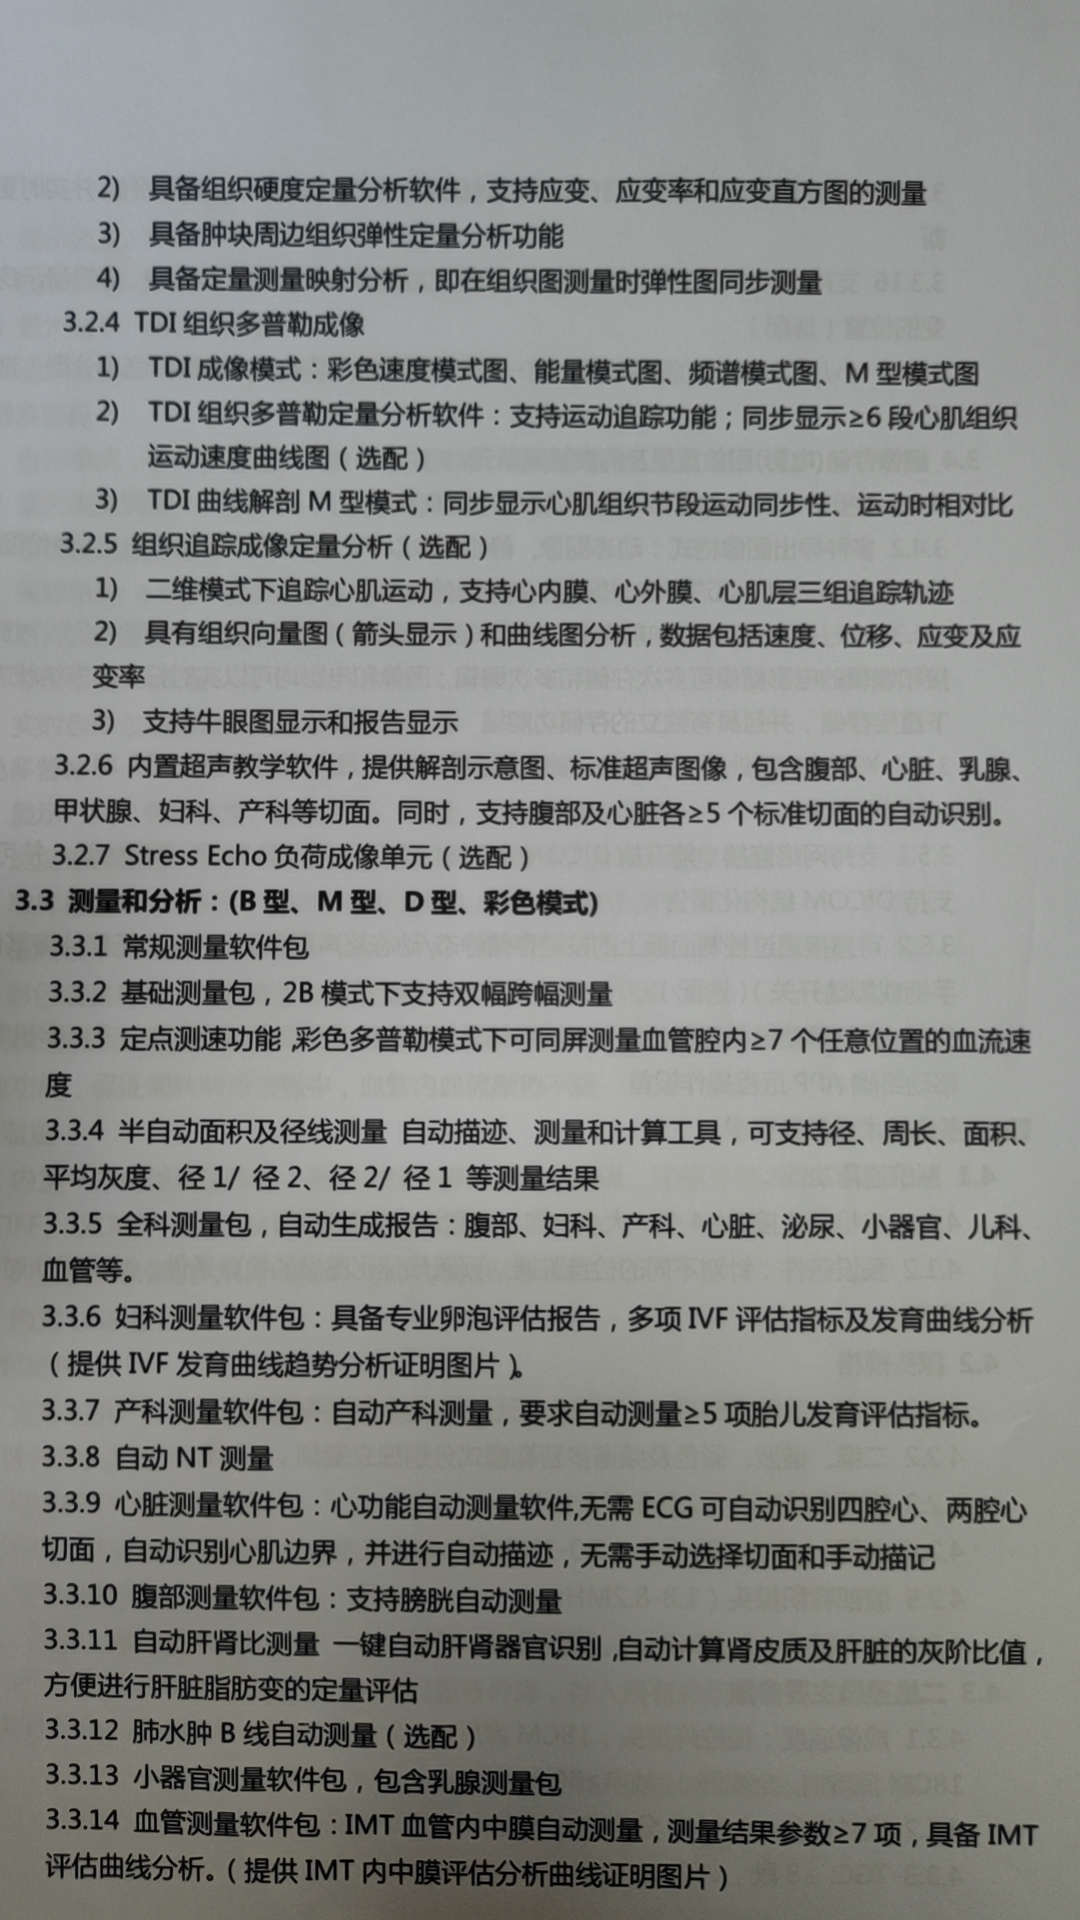 2) 具备组织硬度定量分析软件，支持应变、应变率和应变直方图的测量
3) 具备肿块周边组织弹性定量分析功能
4) 具备定量测量映射分析，即在组织图测量时弹性图同步测量
3.2.4 TDI 组织多普勒成像
1) TDI 成像模式：彩色速度模式图、能量模式图、频谱模式图、M 型模式图
2) TDI 组织多普勒定量分析软件：支持运动追踪功能；同步显示≥6 段心肌组织
运动速度曲线图（选配）
3) TDI 曲线解剖 M 型模式：同步显示心肌组织节段运动同步性、运动时相对比
3.2.5 组织追踪成像定量分析（选配）
1) 二维模式下追踪心肌运动，支持心内膜、心外膜、心肌层三组追踪轨迹
2) 具有组织向量图（箭头显示）和曲线图分析，数据包括速度、位移、应变及应
变率
3) 支持牛眼图显示和报告显示
3.2.6 内置超声教学软件，提供解剖示意图、标准超声图像，包含腹部、心脏、乳腺、
甲状腺、妇科、产科等切面。同时，支持腹部及心脏各≥5 个标准切面的自动识别。
3.2.7 Stress Echo 负荷成像单元（选配）
3.3 测量和分析：(B 型、M 型、D 型、彩色模式)
3.3.1 常规测量软件包
3.3.2 基础测量包，2B 模式下支持双幅跨幅测量
3.3.3 定点测速功能，彩色多普勒模式下可同屏测量血管腔内≥7 个任意位置的血流速
度
3.3.4 半自动面积及径线测量 自动描迹、测量和计算工具，可支持径、周长、面积、
平均灰度、径 1/ 径 2、径 2/ 径 1 等测量结果
3.3.5 全科测量包，自动生成报告：腹部、妇科、产科、心脏、泌尿、小器官、儿科、
血管等。
3.3.6 妇科测量软件包：具备专业卵泡评估报告，多项 IVF 评估指标及发育曲线分析
（提供 IVF 发育曲线趋势分析证明图片）。
3.3.7 产科测量软件包：自动产科测量，要求自动测量≥5 项胎儿发育评估指标。
3.3.8 自动 NT 测量
3.3.9 心脏测量软件包：心功能自动测量软件,无需 ECG 可自动识别四腔心、两腔心
切面，自动识别心肌边界，并进行自动描迹，无需手动选择切面和手动描记
3.3.10 腹部测量软件包：支持膀胱自动测量
3.3.11 自动肝肾比测量 一键自动肝肾器官识别，自动计算肾皮质及肝脏的灰阶比值，
方便进行肝脏脂肪变的定量评估
3.3.12 肺水肿 B 线自动测量（选配）
3.3.13 小器官测量软件包，包含乳腺测量包
3.3.14 血管测量软件包：IMT 血管内中膜自动测量，测量结果参数≥7 项，具备 IMT
评估曲线分析。（提供 IMT 内中膜评估分析曲线证明图片）